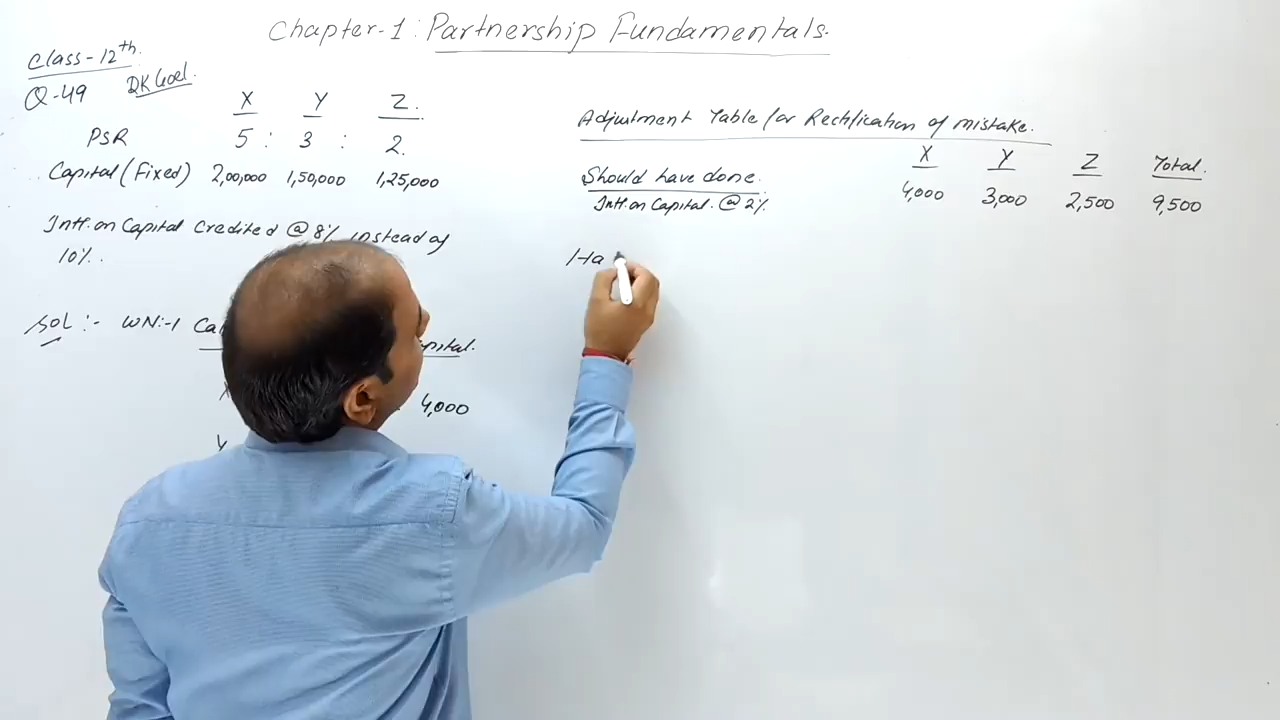 Chapter-1: Partnership Fundamentals.
Class-12th.
Q-49 DK Goel.
X Y Z.
PSR 5 : 3 : 2.
Capital (Fixed) 2,00,000 1,50,000 1,25,000
Intt. on Capital Credited @ 8% instead of
10%.
Sol :- WN:-1
4,000
Adjustment Table for Rectification of mistake.
X Y Z Total.
Should have done.
Intt. on Capital. @ 2% 4,000 3,000 2,500 9,500
Ha